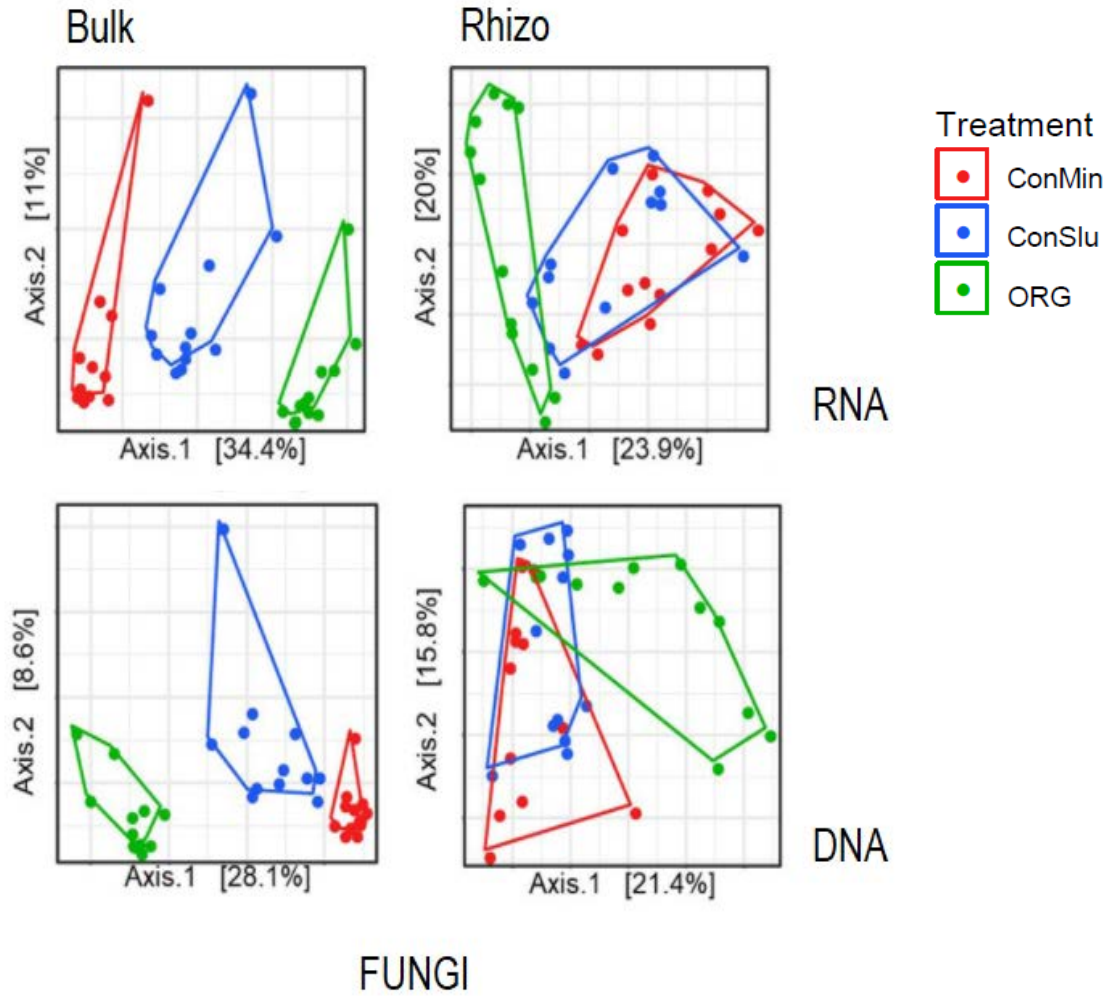 Bulk
Rhizo
Treatment
ConMin
ConSlu
ORG
Axis.2 [11%]
Axis.1 [34.4%]
Axis.2 [20%]
Axis.1 [23.9%]
RNA
Axis.2 [8.6%]
Axis.1 [28.1%]
Axis.2 [15.8%]
Axis.1 [21.4%]
DNA
FUNGI